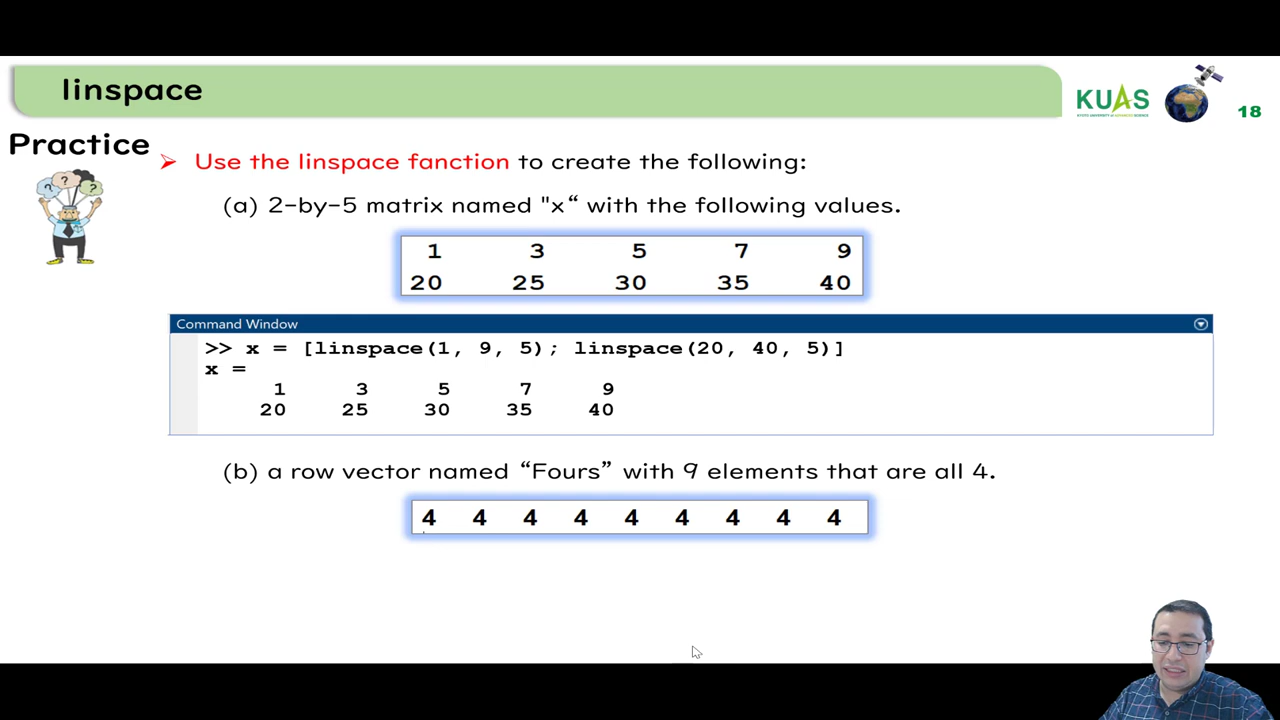 linspace
KUAS
18
Practice
? ? ?
➢ Use the linspace fanction to create the following:
(a) 2-by-5 matrix named "x“ with the following values.
1 3 5 7 9
20 25 30 35 40
Command Window
>> x = [linspace(1, 9, 5); linspace(20, 40, 5)]
x =
1 3 5 7 9
20 25 30 35 40
(b) a row vector named “Fours” with 9 elements that are all 4.
4 4 4 4 4 4 4 4 4